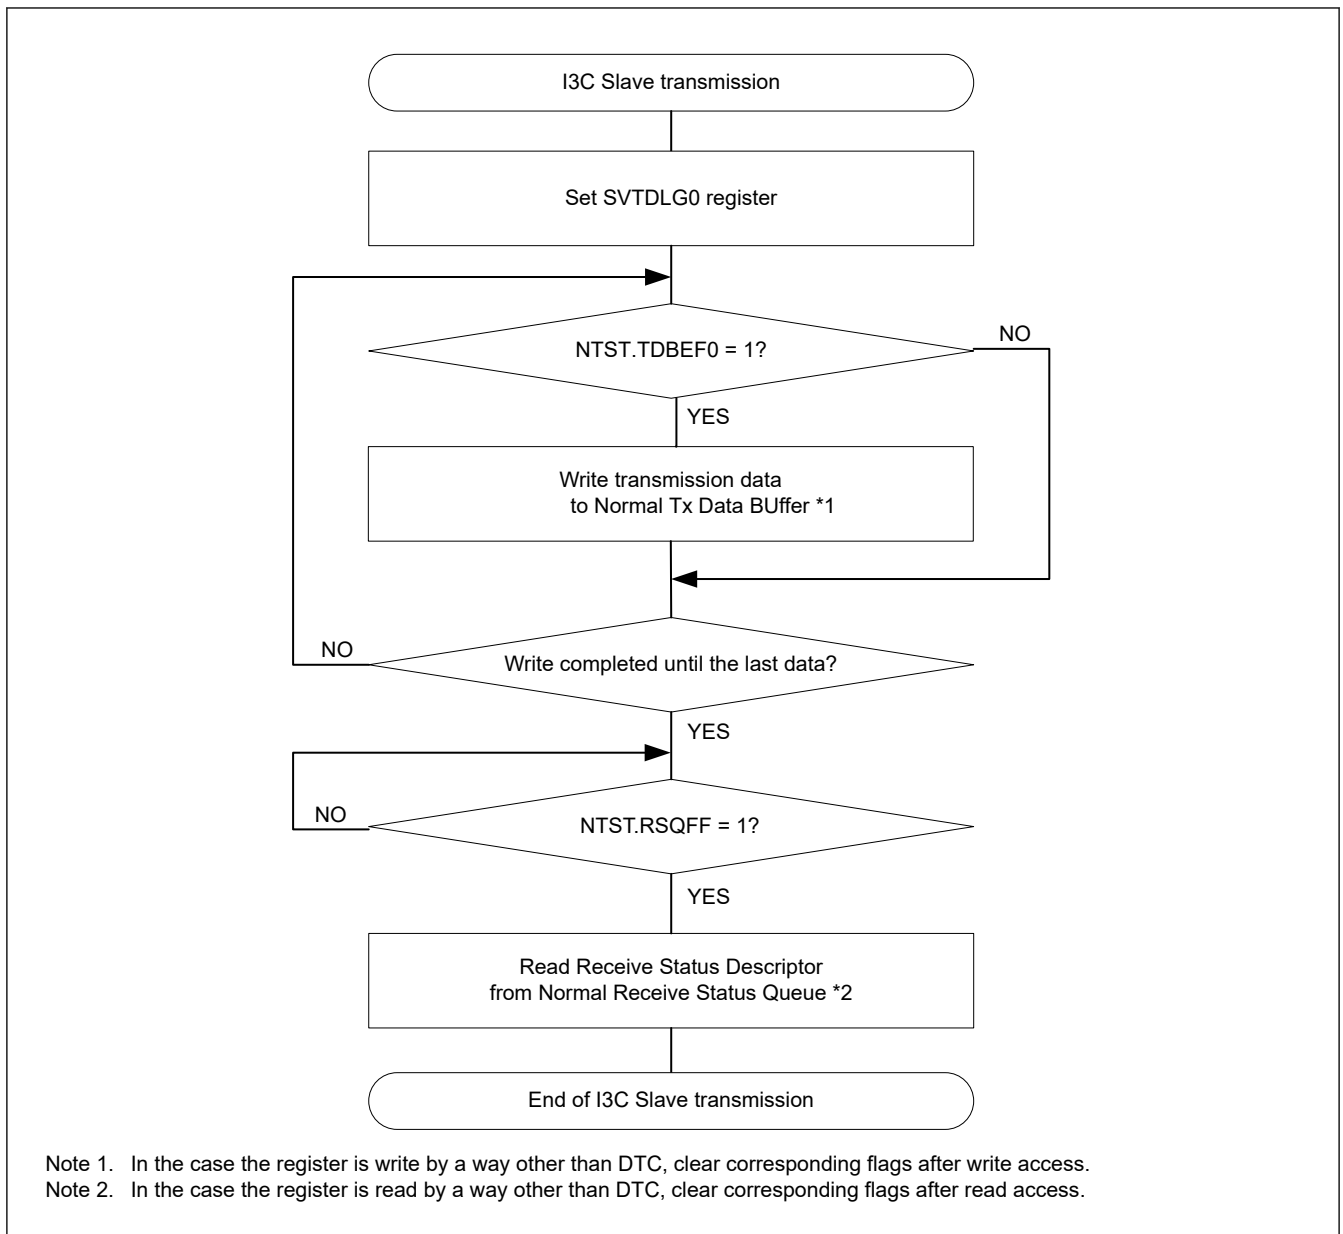 I3C Slave transmission
Set SVTDLG0 register
NTST.TDBEF0 = 1?
NO
YES
Write transmission data
to Normal Tx Data BUffer *1
NO
Write completed until the last data?
YES
NO
NTST.RSQFF = 1?
YES
Read Receive Status Descriptor
from Normal Receive Status Queue *2
End of I3C Slave transmission
Note 1. In the case the register is write by a way other than DTC, clear corresponding flags after write access.
Note 2. In the case the register is read by a way other than DTC, clear corresponding flags after read access.